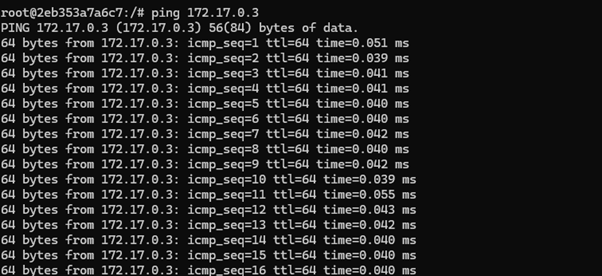 root@2eb353a7a6c7:/# ping 172.17.0.3
PING 172.17.0.3 (172.17.0.3) 56(84) bytes of data.
64 bytes from 172.17.0.3: icmp_seq=1 ttl=64 time=0.051 ms
64 bytes from 172.17.0.3: icmp_seq=2 ttl=64 time=0.039 ms
64 bytes from 172.17.0.3: icmp_seq=3 ttl=64 time=0.041 ms
64 bytes from 172.17.0.3: icmp_seq=4 ttl=64 time=0.041 ms
64 bytes from 172.17.0.3: icmp_seq=5 ttl=64 time=0.040 ms
64 bytes from 172.17.0.3: icmp_seq=6 ttl=64 time=0.040 ms
64 bytes from 172.17.0.3: icmp_seq=7 ttl=64 time=0.042 ms
64 bytes from 172.17.0.3: icmp_seq=8 ttl=64 time=0.040 ms
64 bytes from 172.17.0.3: icmp_seq=9 ttl=64 time=0.042 ms
64 bytes from 172.17.0.3: icmp_seq=10 ttl=64 time=0.039 ms
64 bytes from 172.17.0.3: icmp_seq=11 ttl=64 time=0.055 ms
64 bytes from 172.17.0.3: icmp_seq=12 ttl=64 time=0.043 ms
64 bytes from 172.17.0.3: icmp_seq=13 ttl=64 time=0.042 ms
64 bytes from 172.17.0.3: icmp_seq=14 ttl=64 time=0.040 ms
64 bytes from 172.17.0.3: icmp_seq=15 ttl=64 time=0.040 ms
64 bytes from 172.17.0.3: icmp_seq=16 ttl=64 time=0.040 ms